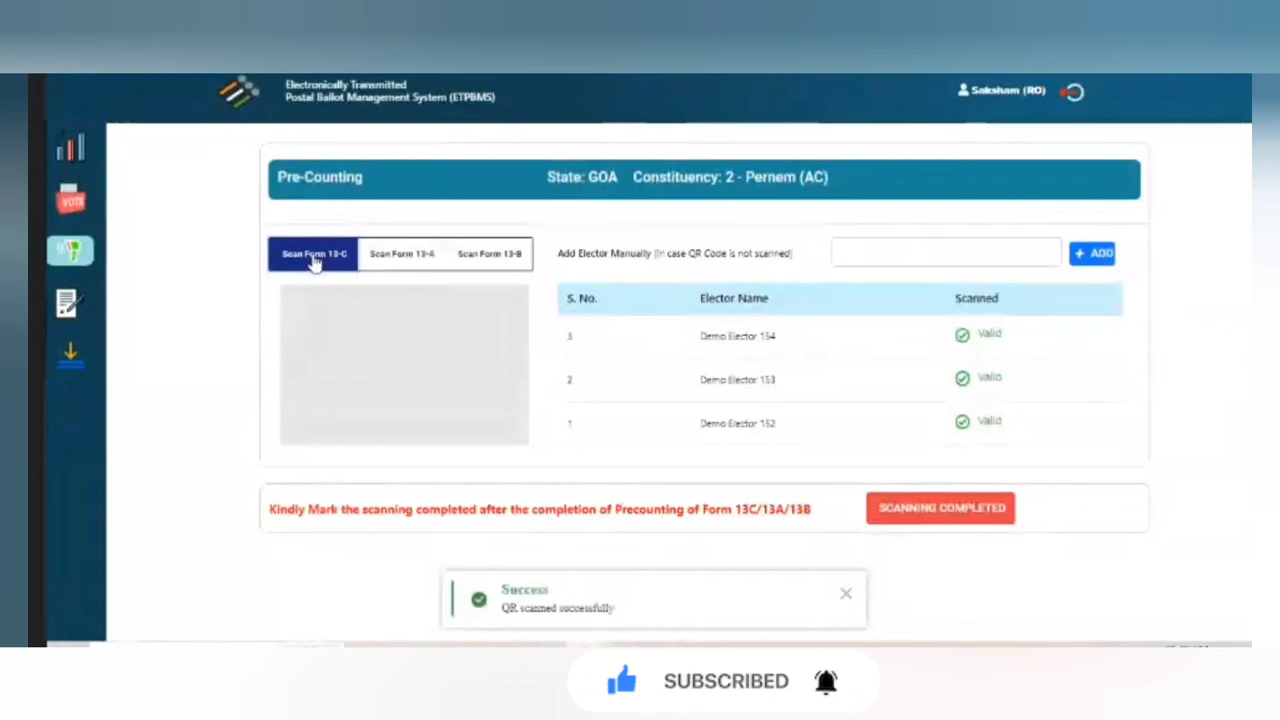 Electronically Transmitted
Postal Ballot Management System (ETPBMS)
Saksham (RO)
VOTE
Pre-Counting State: GOA Constituency: 2 - Pernem (AC)
Scan Form 13-C Scan Form 13-A Scan Form 13-B Add Elector Manually (In case QR Code is not scanned) + ADD
S. No. Elector Name Scanned
3 Demo Elector 154 Valid
2 Demo Elector 153 Valid
1 Demo Elector 152 Valid
Kindly Mark the scanning completed after the completion of Precounting of Form 13C/13A/13B SCANNING COMPLETED
Success
QR scanned successfully
SUBSCRIBED